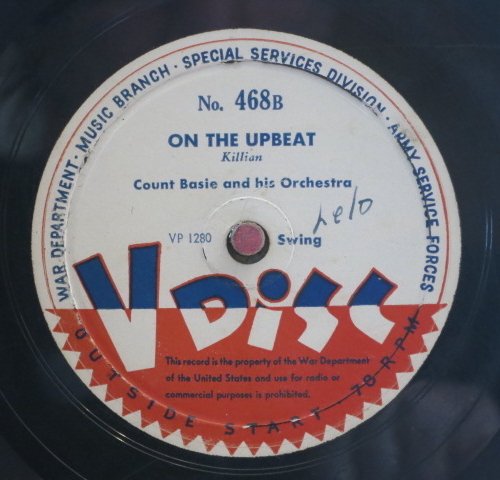 WAR DEPARTMENT · MUSIC BRANCH · SPECIAL SERVICES DIVISION · ARMY SERVICE FORCES
No. 468B
ON THE UPBEAT
Killian
Count Basie and his Orchestra
VP 1280
Swing
V DISC
This record is the property of the War Department
of the United States and use for radio or
commercial purposes is prohibited.
OUTSIDE START 78 RPM